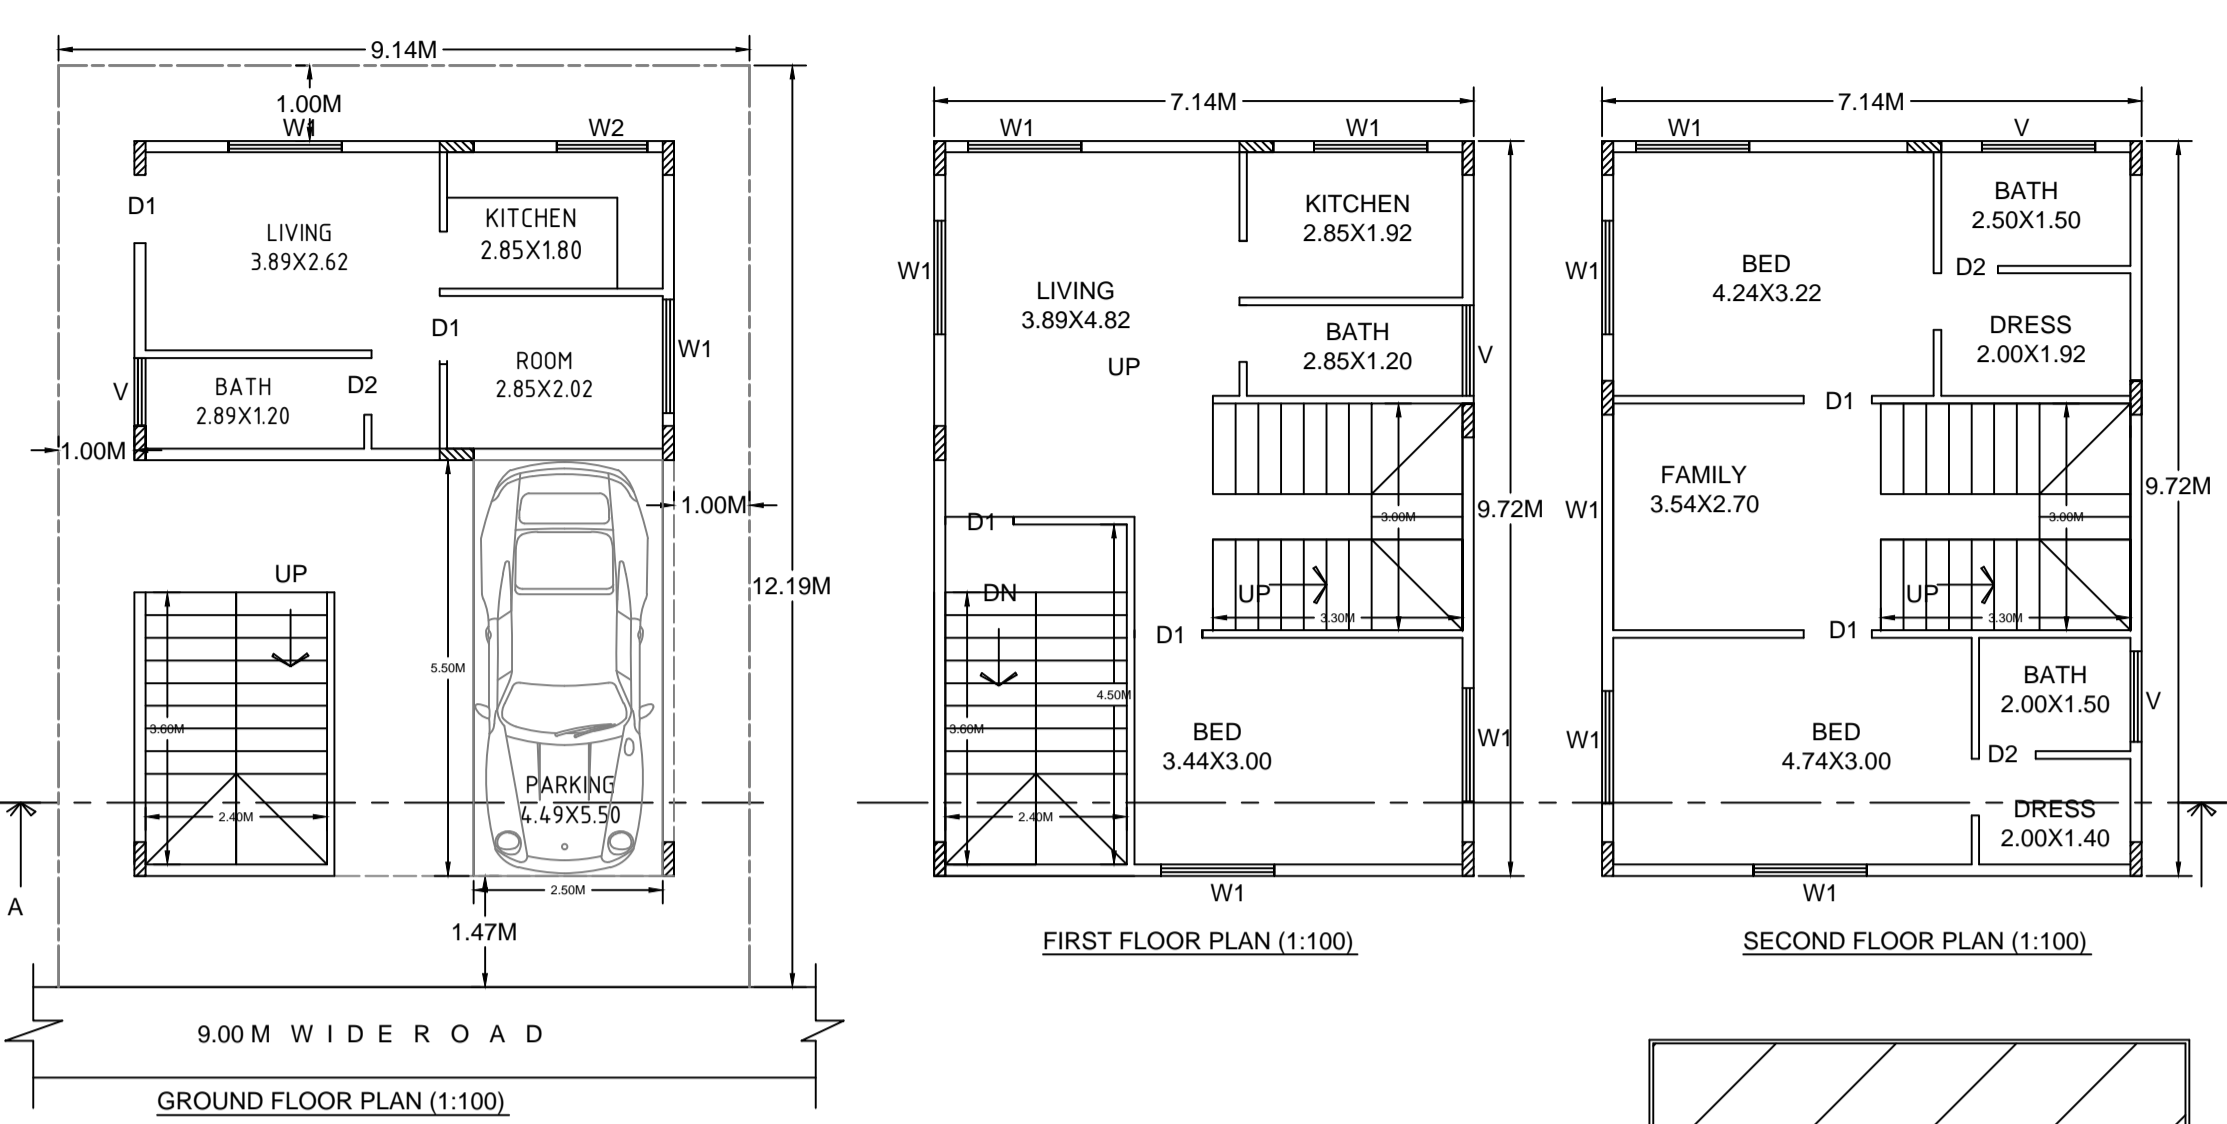 9.14M
1.00M
W1
W2
D1
LIVING
3.89X2.62
KITCHEN
2.85X1.80
D1
W1
ROOM
2.85X2.02
V
BATH
2.89X1.20
D2
1.00M
1.00M
12.19M
UP
5.50M
3.60M
2.40M
PARKING
4.49X5.50
2.50M
A
1.47M
9.00 M W I D E R O A D
GROUND FLOOR PLAN (1:100)
7.14M
W1
W1
KITCHEN
2.85X1.92
W1
LIVING
3.89X4.82
BATH
2.85X1.20
V
UP
3.00M
9.72M
D1
DN
UP
3.30M
D1
4.50M
3.60M
BED
3.44X3.00
W1
2.40M
W1
FIRST FLOOR PLAN (1:100)
7.14M
W1
V
BATH
2.50X1.50
W1
BED
4.24X3.22
D2
DRESS
2.00X1.92
D1
FAMILY
3.54X2.70
W1
3.00M
9.72M
UP
3.30M
D1
BATH
2.00X1.50
V
W1
BED
4.74X3.00
D2
DRESS
2.00X1.40
W1
SECOND FLOOR PLAN (1:100)